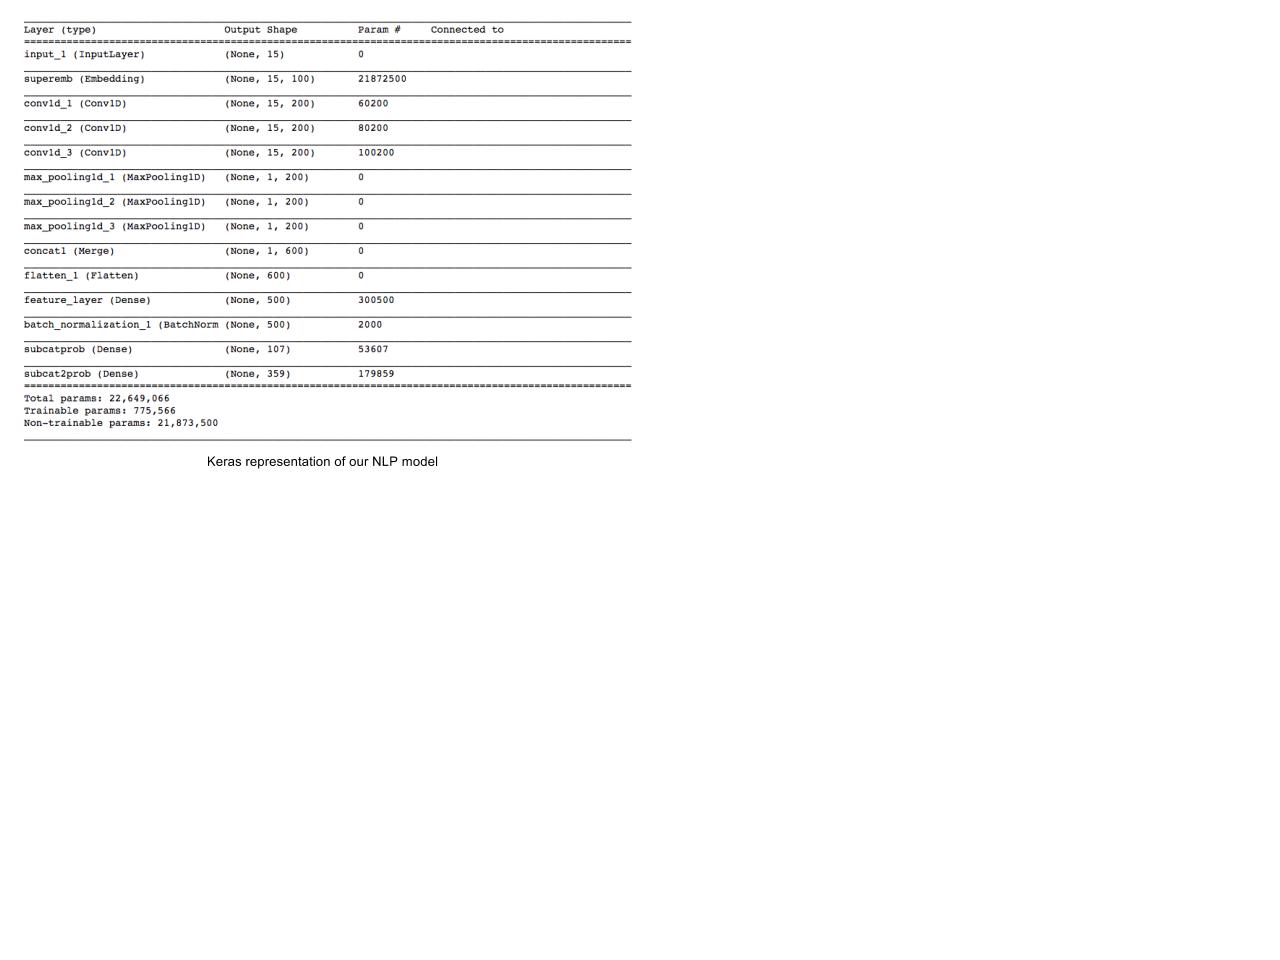 Layer (type) Output Shape Param # Connected to
input_1 (InputLayer) (None, 15) 0
superemb (Embedding) (None, 15, 100) 21872500
conv1d_1 (Conv1D) (None, 15, 200) 60200
conv1d_2 (Conv1D) (None, 15, 200) 80200
conv1d_3 (Conv1D) (None, 15, 200) 100200
max_pooling1d_1 (MaxPooling1D) (None, 1, 200) 0
max_pooling1d_2 (MaxPooling1D) (None, 1, 200) 0
max_pooling1d_3 (MaxPooling1D) (None, 1, 200) 0
concat1 (Merge) (None, 1, 600) 0
flatten_1 (Flatten) (None, 600) 0
feature_layer (Dense) (None, 500) 300500
batch_normalization_1 (BatchNorm (None, 500) 2000
subcatprob (Dense) (None, 107) 53607
subcat2prob (Dense) (None, 359) 179859
Total params: 22,649,066
Trainable params: 775,566
Non-trainable params: 21,873,500
Keras representation of our NLP model